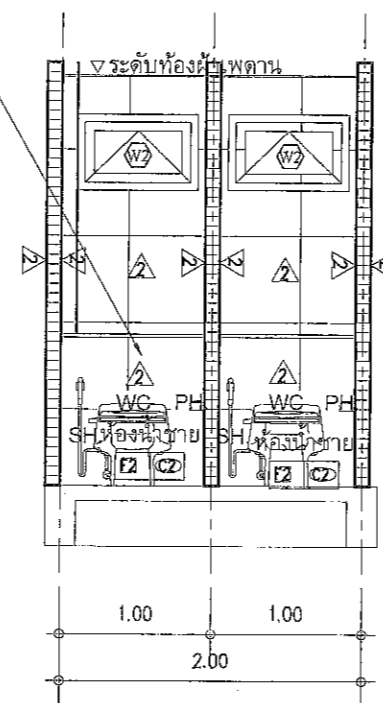 ▽ระดับท้องฝ้าเพดาน
W2 W2
2 2 2 2 2 2
2 2
WC PH WC PH
SH ห้องน้ำชาย SH ห้องน้ำชาย
F2 C2 F2 C2
1.00 1.00
2.00